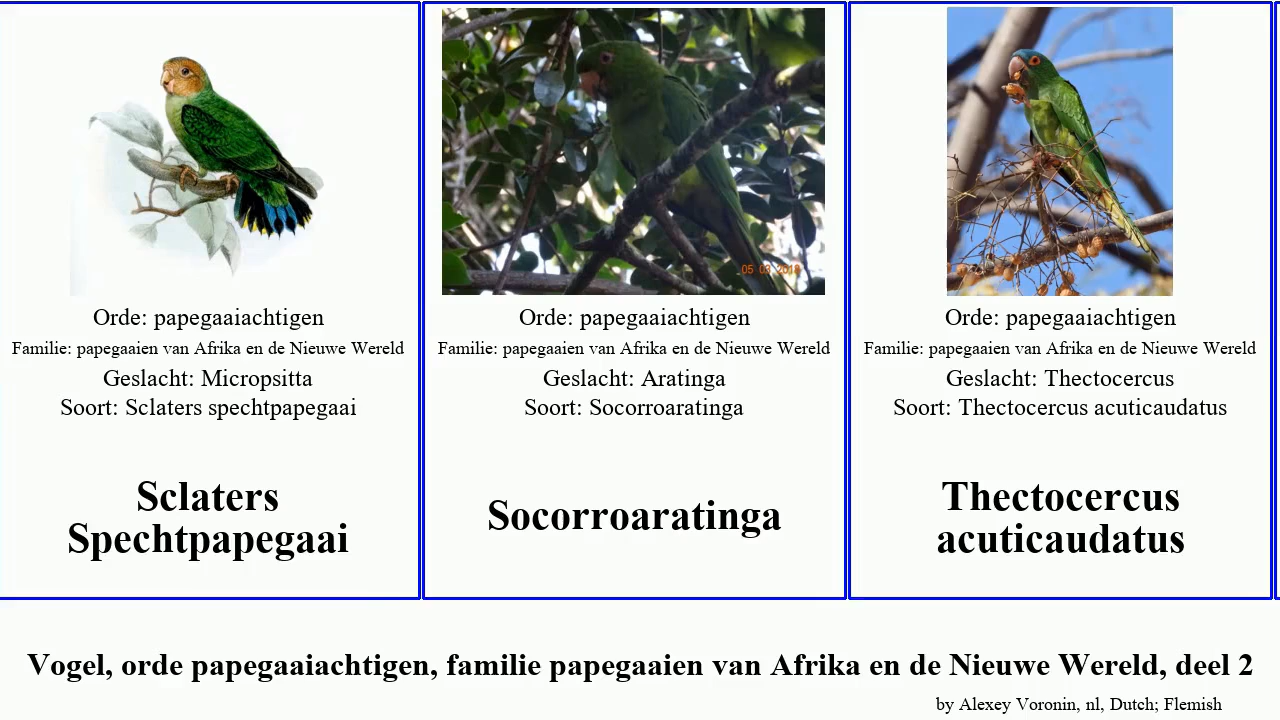 05 03 2013
Orde: papegaaiachtigen
Familie: papegaaien van Afrika en de Nieuwe Wereld
Geslacht: Micropsitta
Soort: Sclaters spechtpapegaai
Sclaters
Spechtpapegaai
Orde: papegaaiachtigen
Familie: papegaaien van Afrika en de Nieuwe Wereld
Geslacht: Aratinga
Soort: Socorroaratinga
Socorroaratinga
Orde: papegaaiachtigen
Familie: papegaaien van Afrika en de Nieuwe Wereld
Geslacht: Thectocercus
Soort: Thectocercus acuticaudatus
Thectocercus
acuticaudatus
Vogel, orde papegaaiachtigen, familie papegaaien van Afrika en de Nieuwe Wereld, deel 2
by Alexey Voronin, nl, Dutch; Flemish